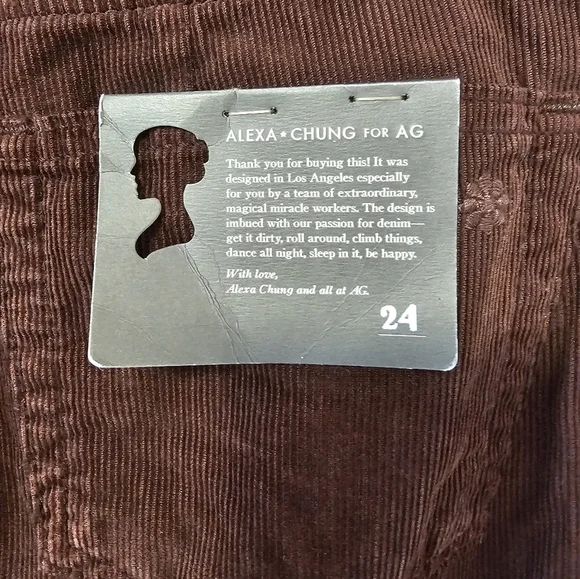 ALEXA★CHUNG FOR AG
Thank you for buying this! It was
designed in Los Angeles especially
for you by a team of extraordinary,
magical miracle workers. The design is
imbued with our passion for denim—
get it dirty, roll around, climb things,
dance all night, sleep in it, be happy.
With love,
Alexa Chung and all at AG.
24